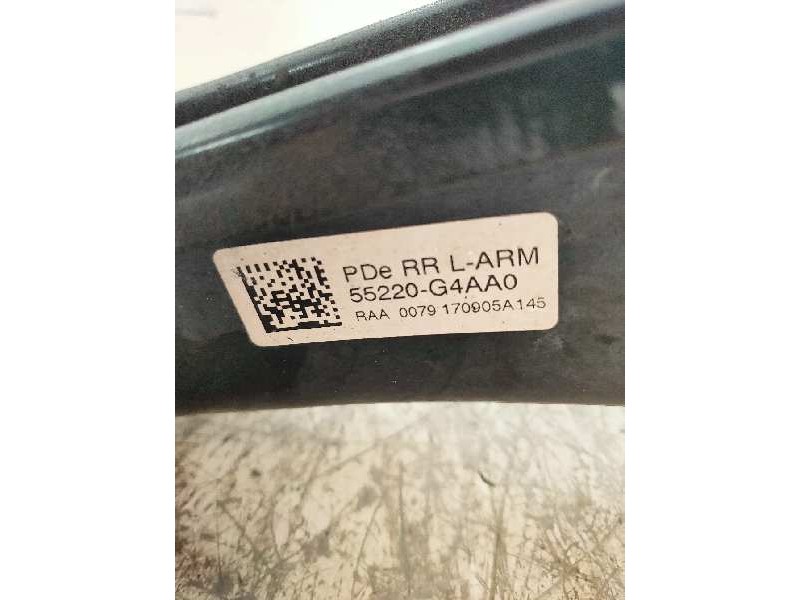 PDe RR L-ARM
55220-G4AA0
RAA 0079 170905A145